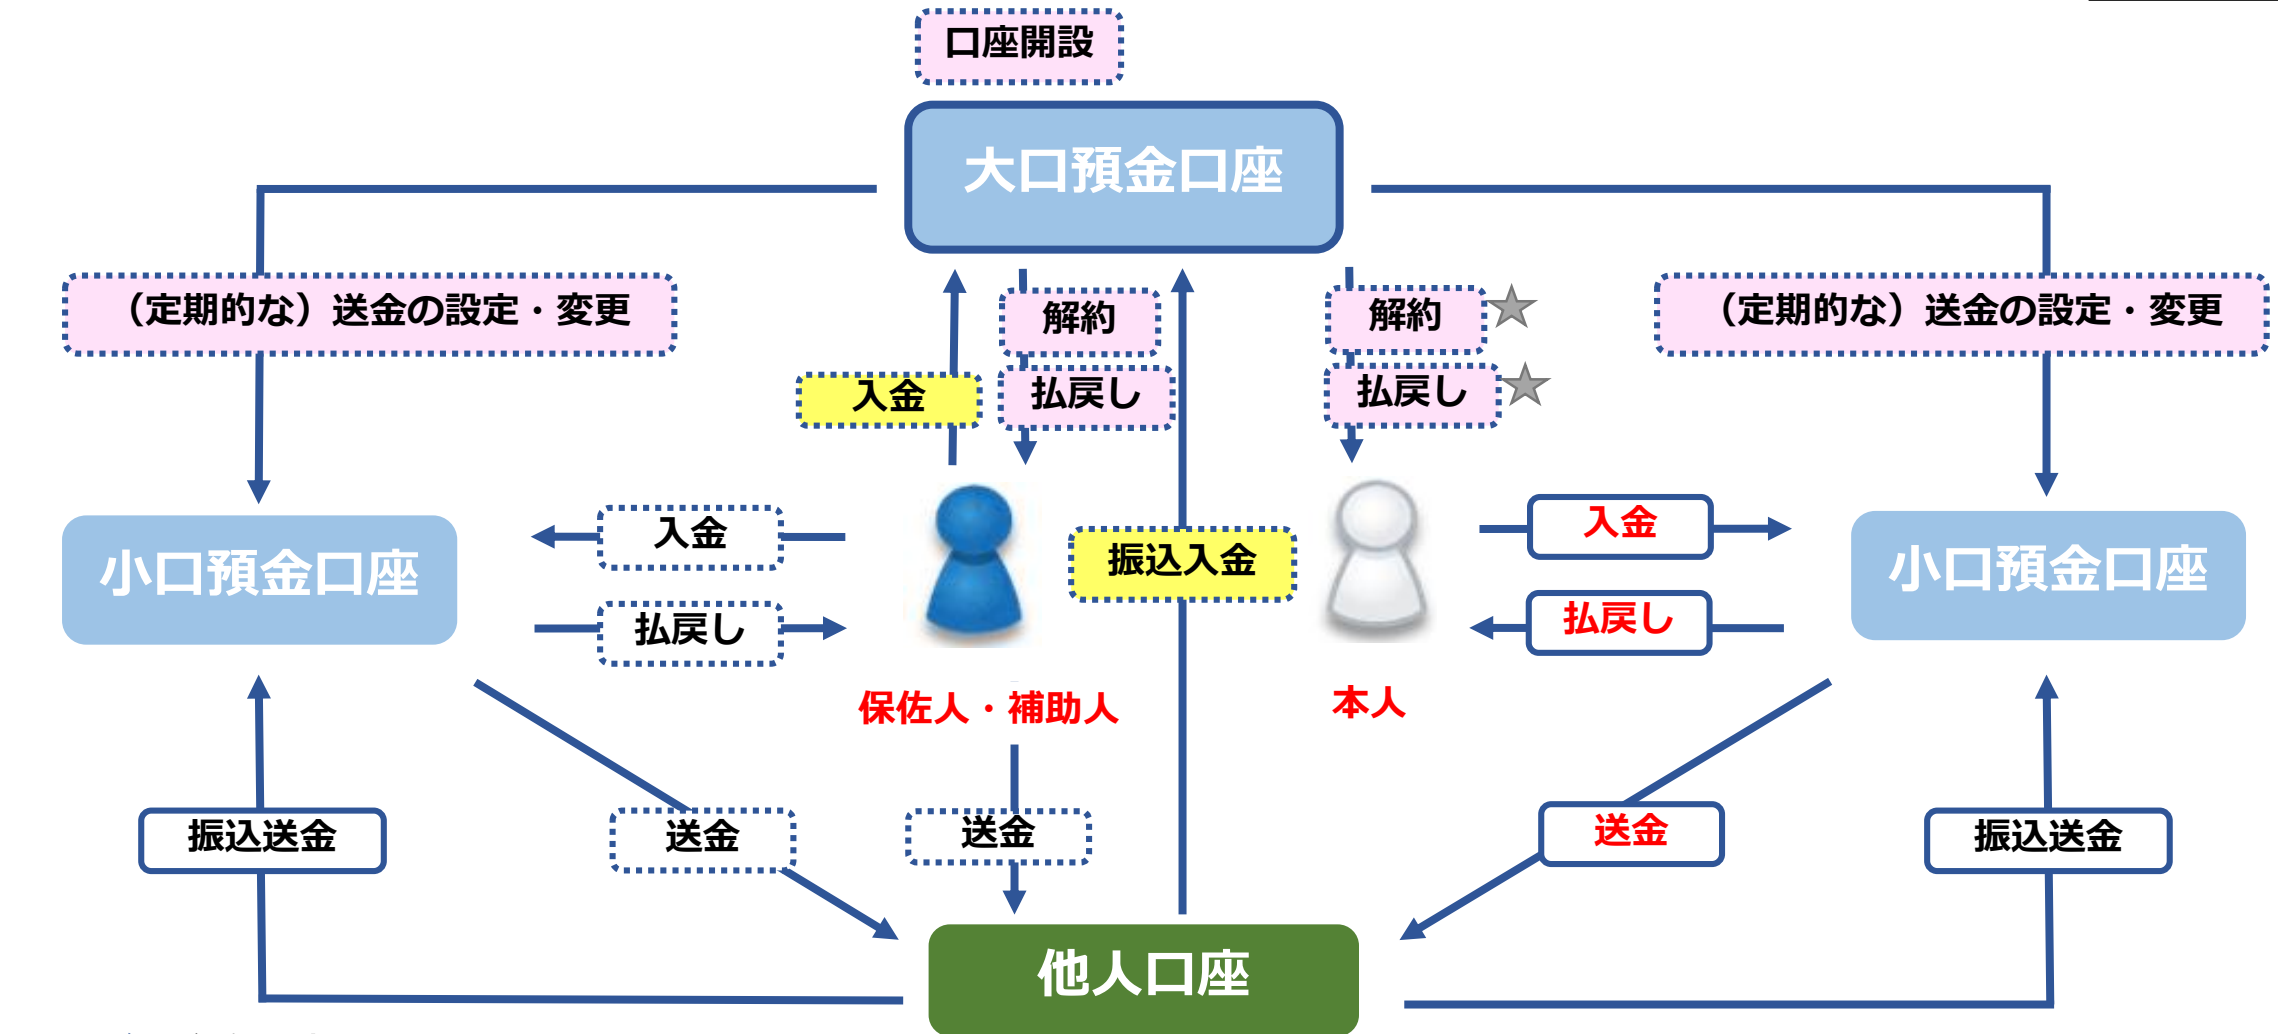 口座開設
大口預金口座
（定期的な）送金の設定・変更
解約
解約
（定期的な）送金の設定・変更
入金
払戻し
払戻し
入金
振込入金
入金
小口預金口座
小口預金口座
払戻し
払戻し
保佐人・補助人
本人
振込送金
送金
送金
送金
振込送金
他人口座